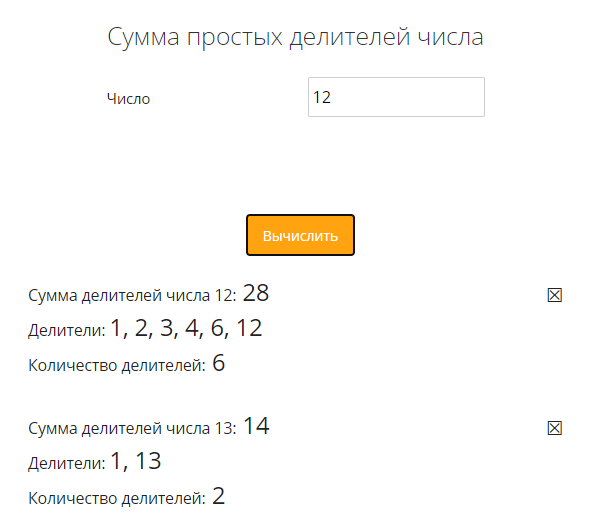 Сумма простых делителей числа
Число
12
Вычислить
Сумма делителей числа 12: 28
Делители: 1, 2, 3, 4, 6, 12
Количество делителей: 6
Сумма делителей числа 13: 14
Делители: 1, 13
Количество делителей: 2